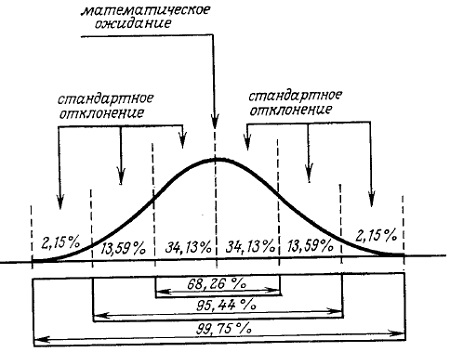 математическое
ожидание
стандартное
отклонение
стандартное
отклонение
2,15% 13,59% 34,13% 34,13% 13,59% 2,15%
68,26%
95,44%
99,75%